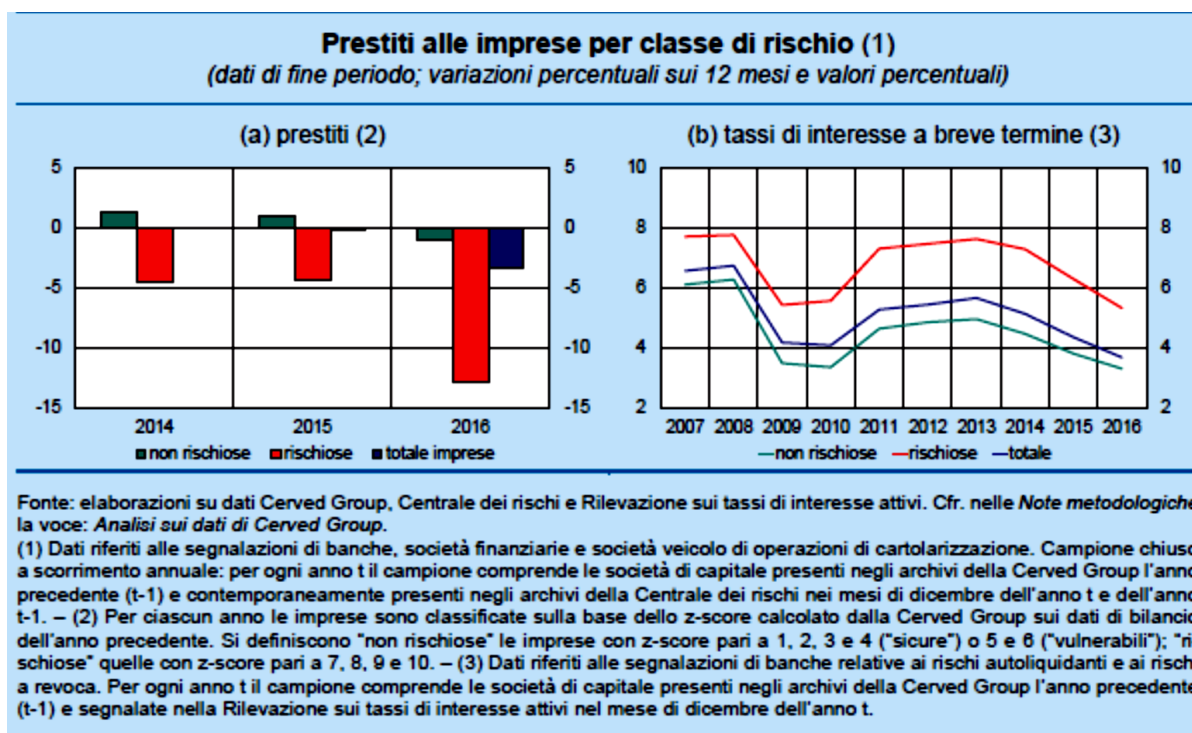 Prestiti alle imprese per classe di rischio (1)
(dati di fine periodo; variazioni percentuali sui 12 mesi e valori percentuali)
(a) prestiti (2)
5 5
0 0
-5 -5
-10 -10
-15 -15
2014 2015 2016
non rischiose rischiose totale imprese
(b) tassi di interesse a breve termine (3)
10 10
8 8
6 6
4 4
2 2
2007 2008 2009 2010 2011 2012 2013 2014 2015 2016
non rischiose rischiose totale
Fonte: elaborazioni su dati Cerved Group, Centrale dei rischi e Rilevazione sui tassi di interesse attivi. Cfr. nelle Note metodologiche
la voce: Analisi sui dati di Cerved Group.
(1) Dati riferiti alle segnalazioni di banche, società finanziarie e società veicolo di operazioni di cartolarizzazione. Campione chiuso
a scorrimento annuale: per ogni anno t il campione comprende le società di capitale presenti negli archivi della Cerved Group l'anno
precedente (t-1) e contemporaneamente presenti negli archivi della Centrale dei rischi nei mesi di dicembre dell'anno t e dell'anno
t-1. – (2) Per ciascun anno le imprese sono classificate sulla base dello z-score calcolato dalla Cerved Group sui dati di bilancio
dell'anno precedente. Si definiscono "non rischiose" le imprese con z-score pari a 1, 2, 3 e 4 ("sicure") o 5 e 6 ("vulnerabili"); "ri
schiose" quelle con z-score pari a 7, 8, 9 e 10. – (3) Dati riferiti alle segnalazioni di banche relative ai rischi autoliquidanti e ai rischi
a revoca. Per ogni anno t il campione comprende le società di capitale presenti negli archivi della Cerved Group l'anno precedente
(t-1) e segnalate nella Rilevazione sui tassi di interesse attivi nel mese di dicembre dell'anno t.